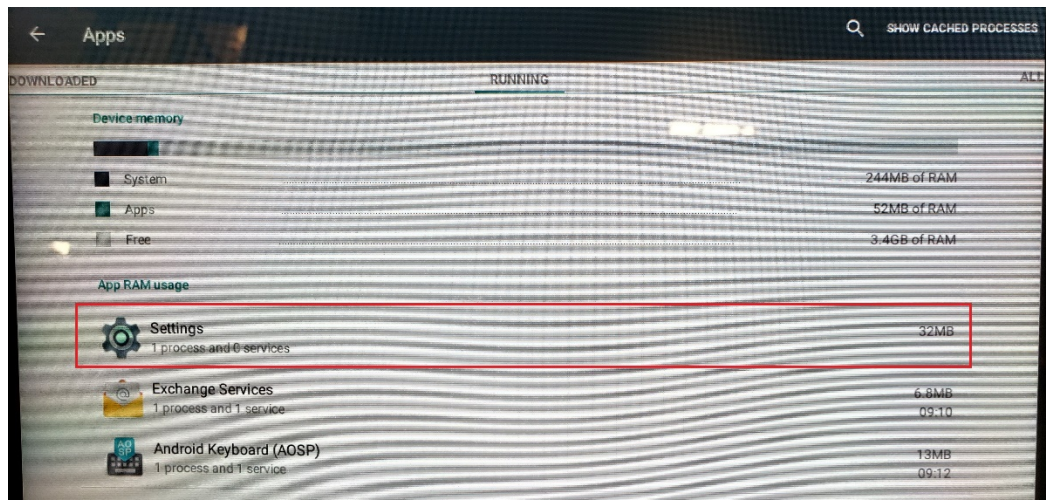 Apps
SHOW CACHED PROCESSES
DOWNLOADED RUNNING ALL
Device memory
System 244MB of RAM
Apps 52MB of RAM
Free 3.4GB of RAM
App RAM usage
Settings 32MB
1 process and 0 services
Exchange Services 6.8MB
1 process and 1 service 09:10
AO
SP
Android Keyboard (AOSP) 13MB
1 process and 1 service 09:12